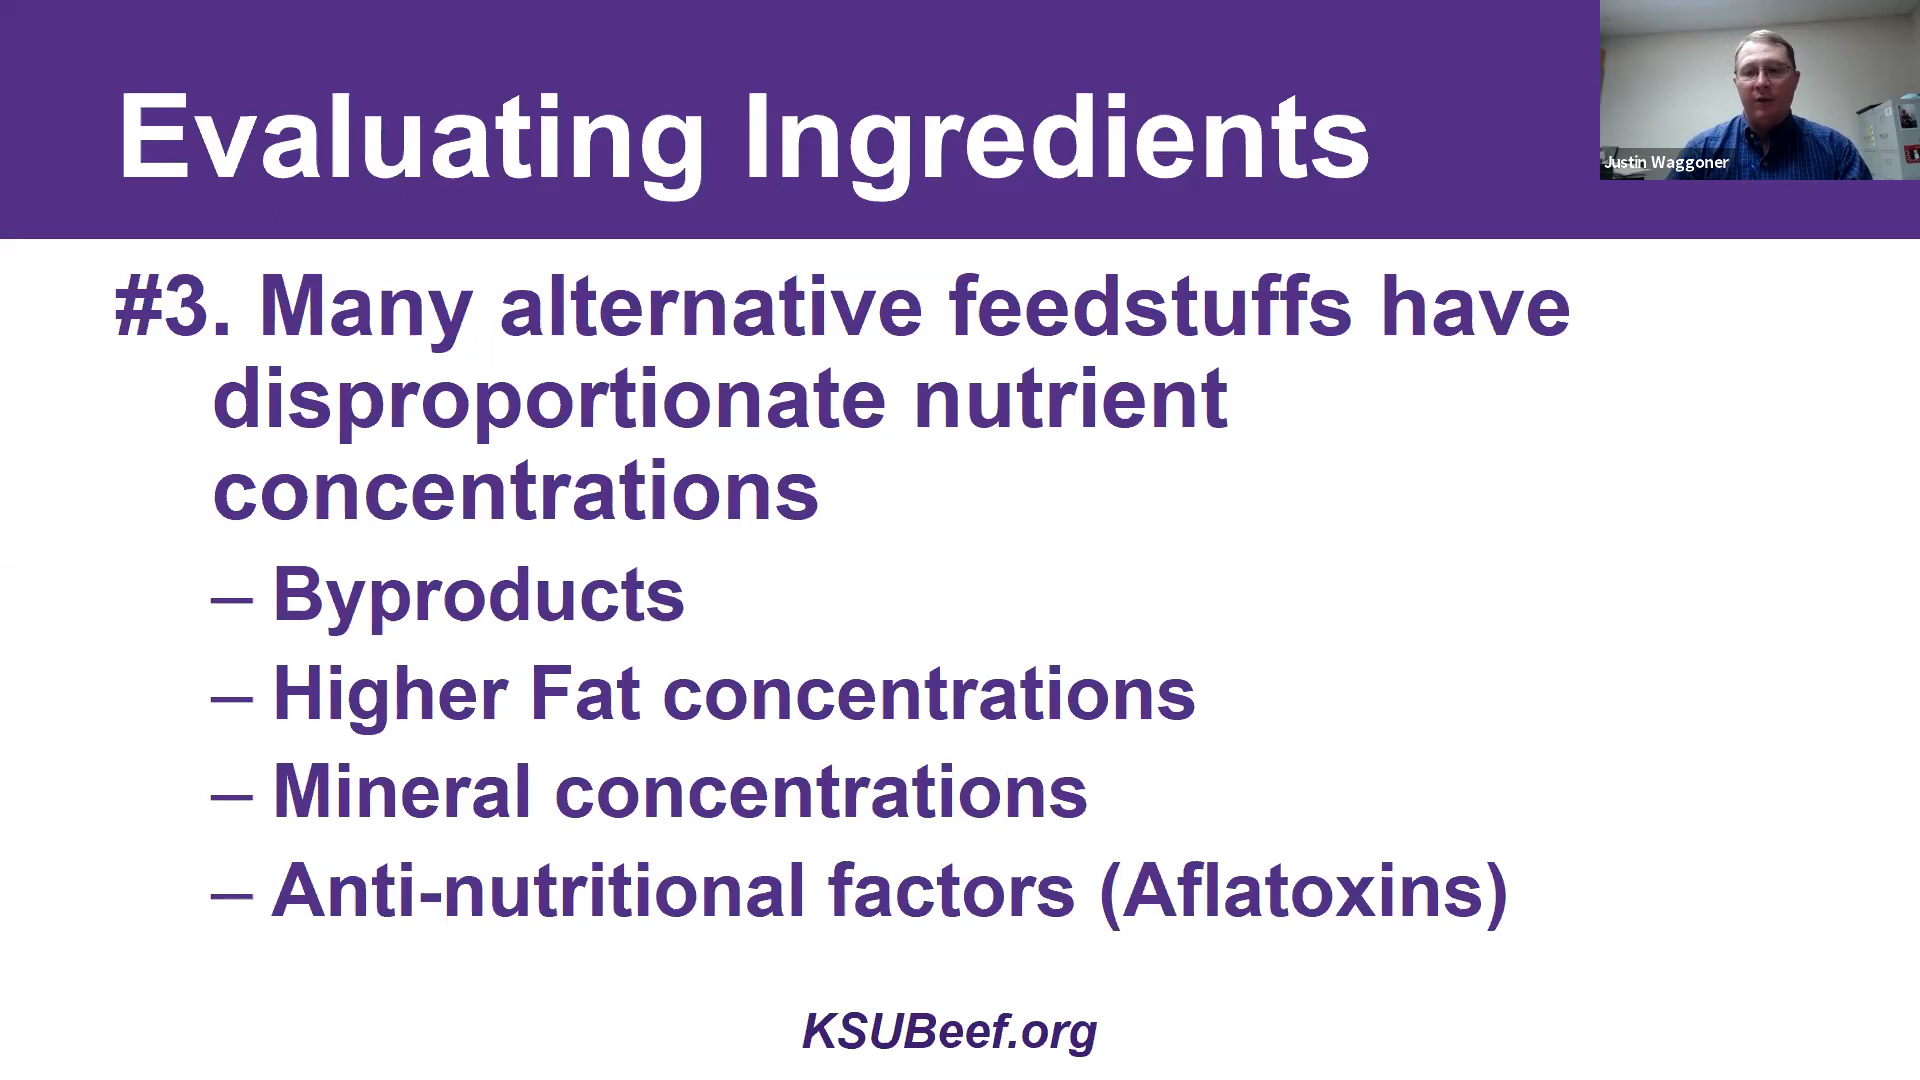 Evaluating Ingredients
Justin Waggoner
#3. Many alternative feedstuffs have
disproportionate nutrient
concentrations
– Byproducts
– Higher Fat concentrations
– Mineral concentrations
– Anti-nutritional factors (Aflatoxins)
KSUBeef.org